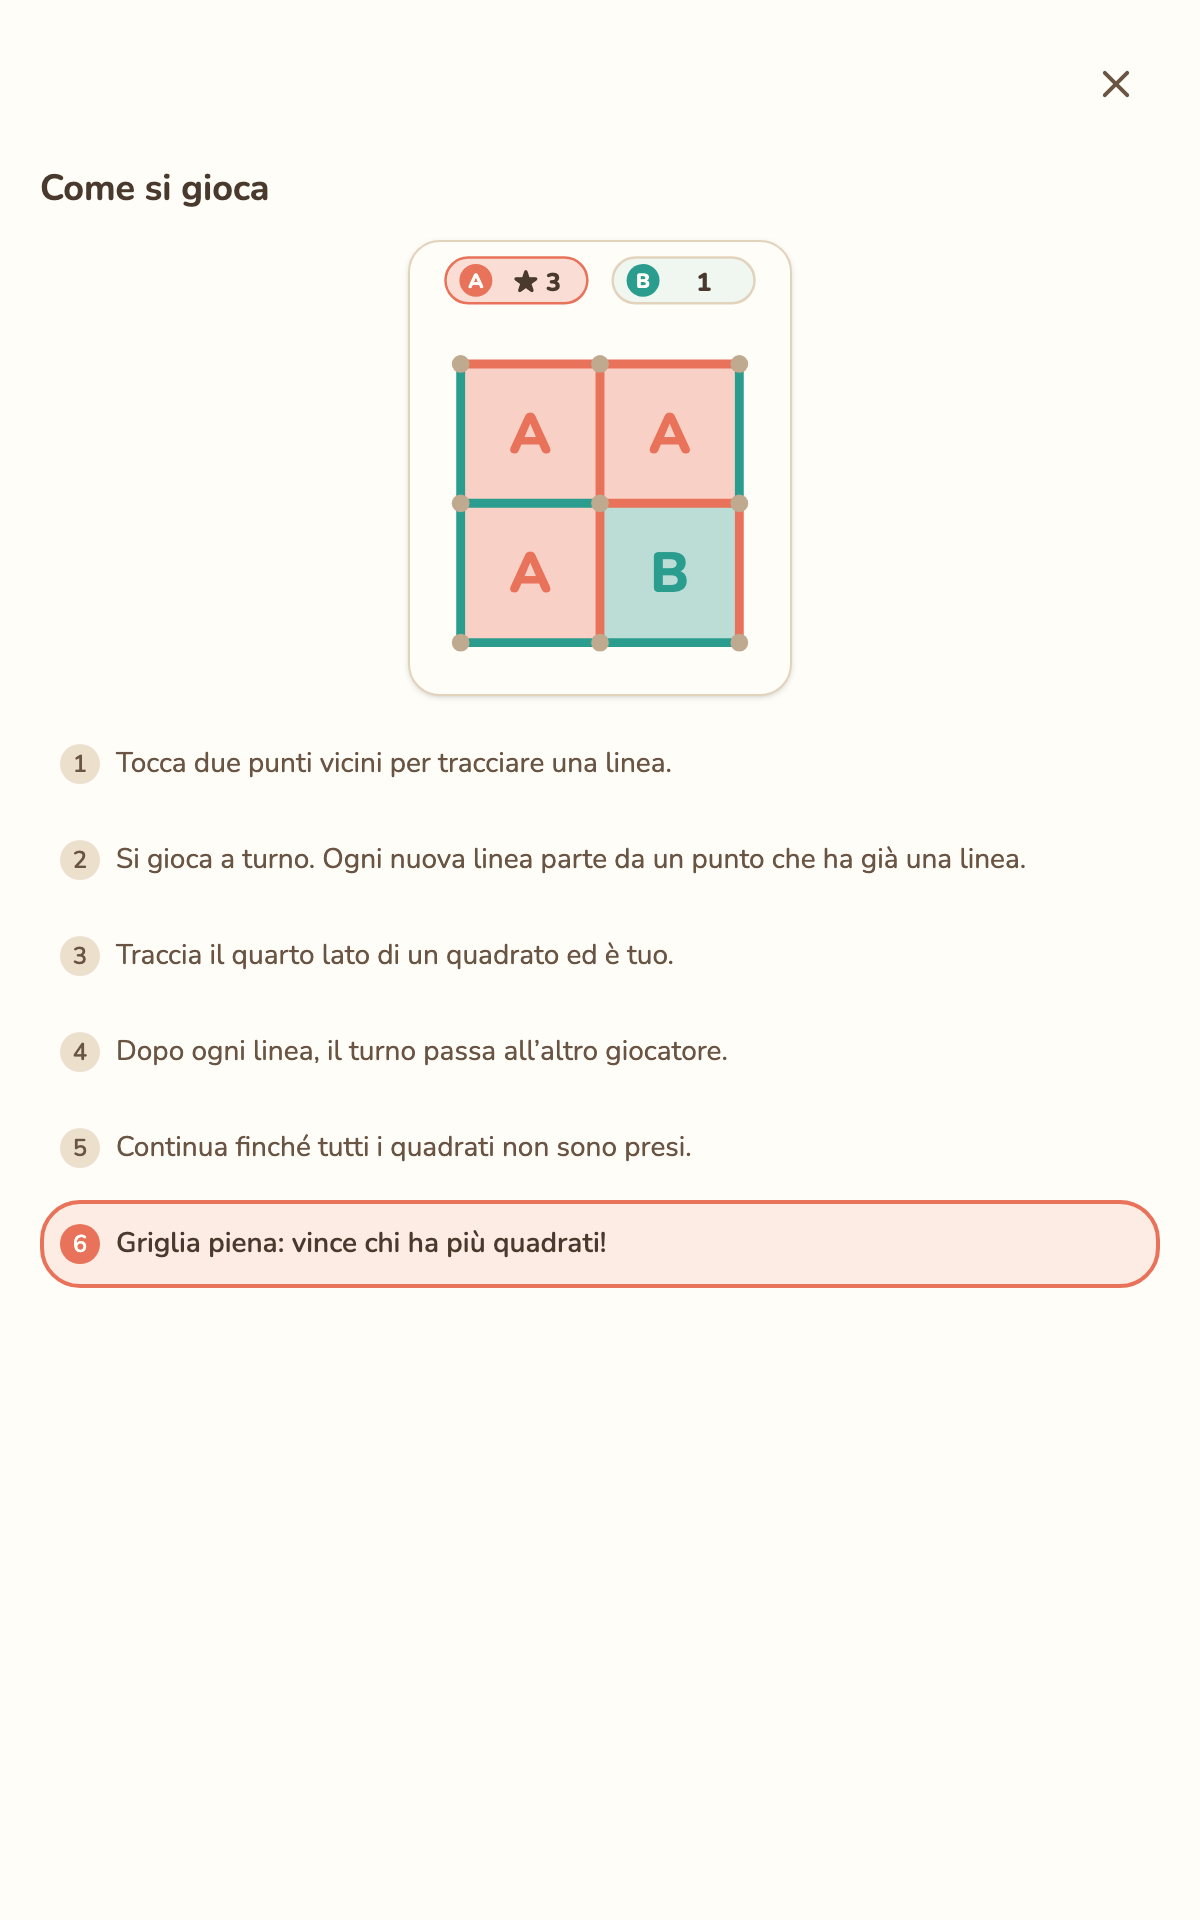 Come si gioca
A ★ 3 B 1
A A
A B
1 Tocca due punti vicini per tracciare una linea.
2 Si gioca a turno. Ogni nuova linea parte da un punto che ha già una linea.
3 Traccia il quarto lato di un quadrato ed è tuo.
4 Dopo ogni linea, il turno passa all’altro giocatore.
5 Continua finché tutti i quadrati non sono presi.
6 Griglia piena: vince chi ha più quadrati!